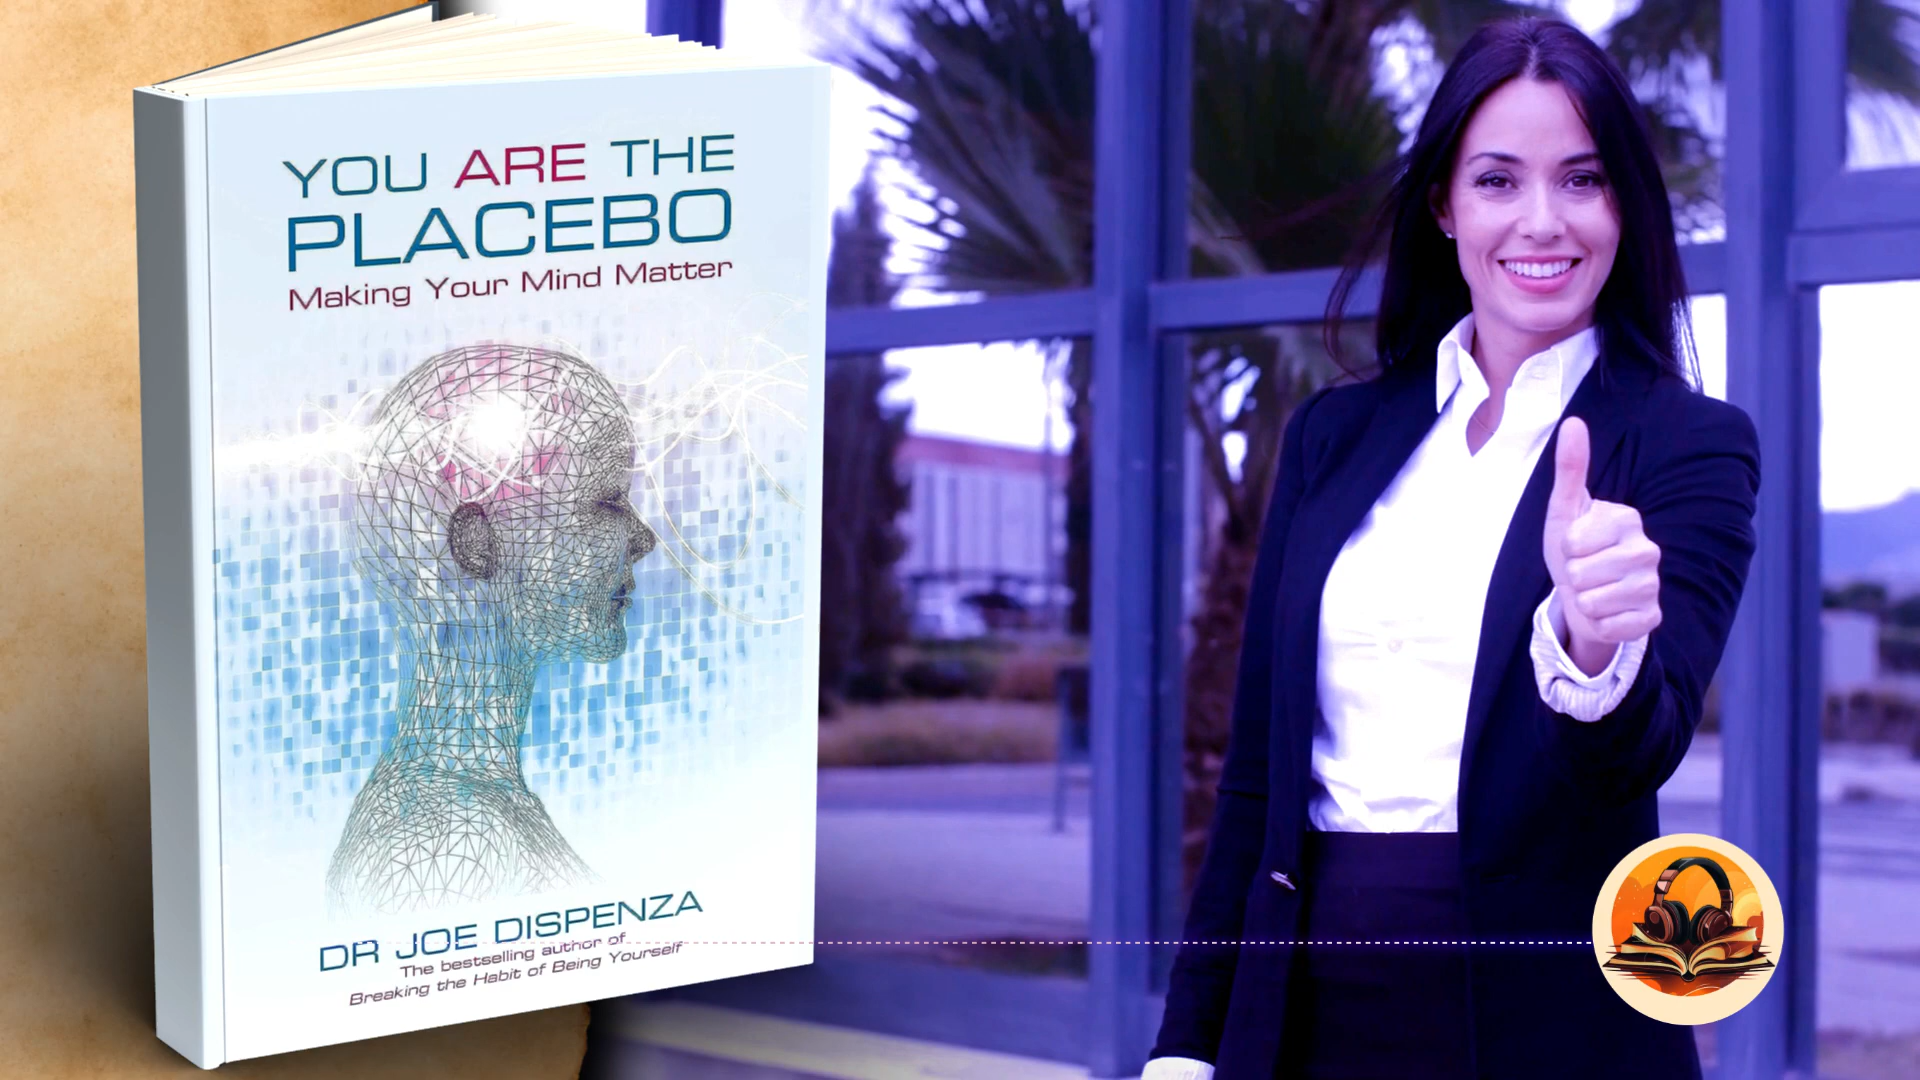 YOU ARE THE
PLACEBO
Making Your Mind Matter
DR JOE DISPENZA
The bestselling author of
Breaking the Habit of Being Yourself